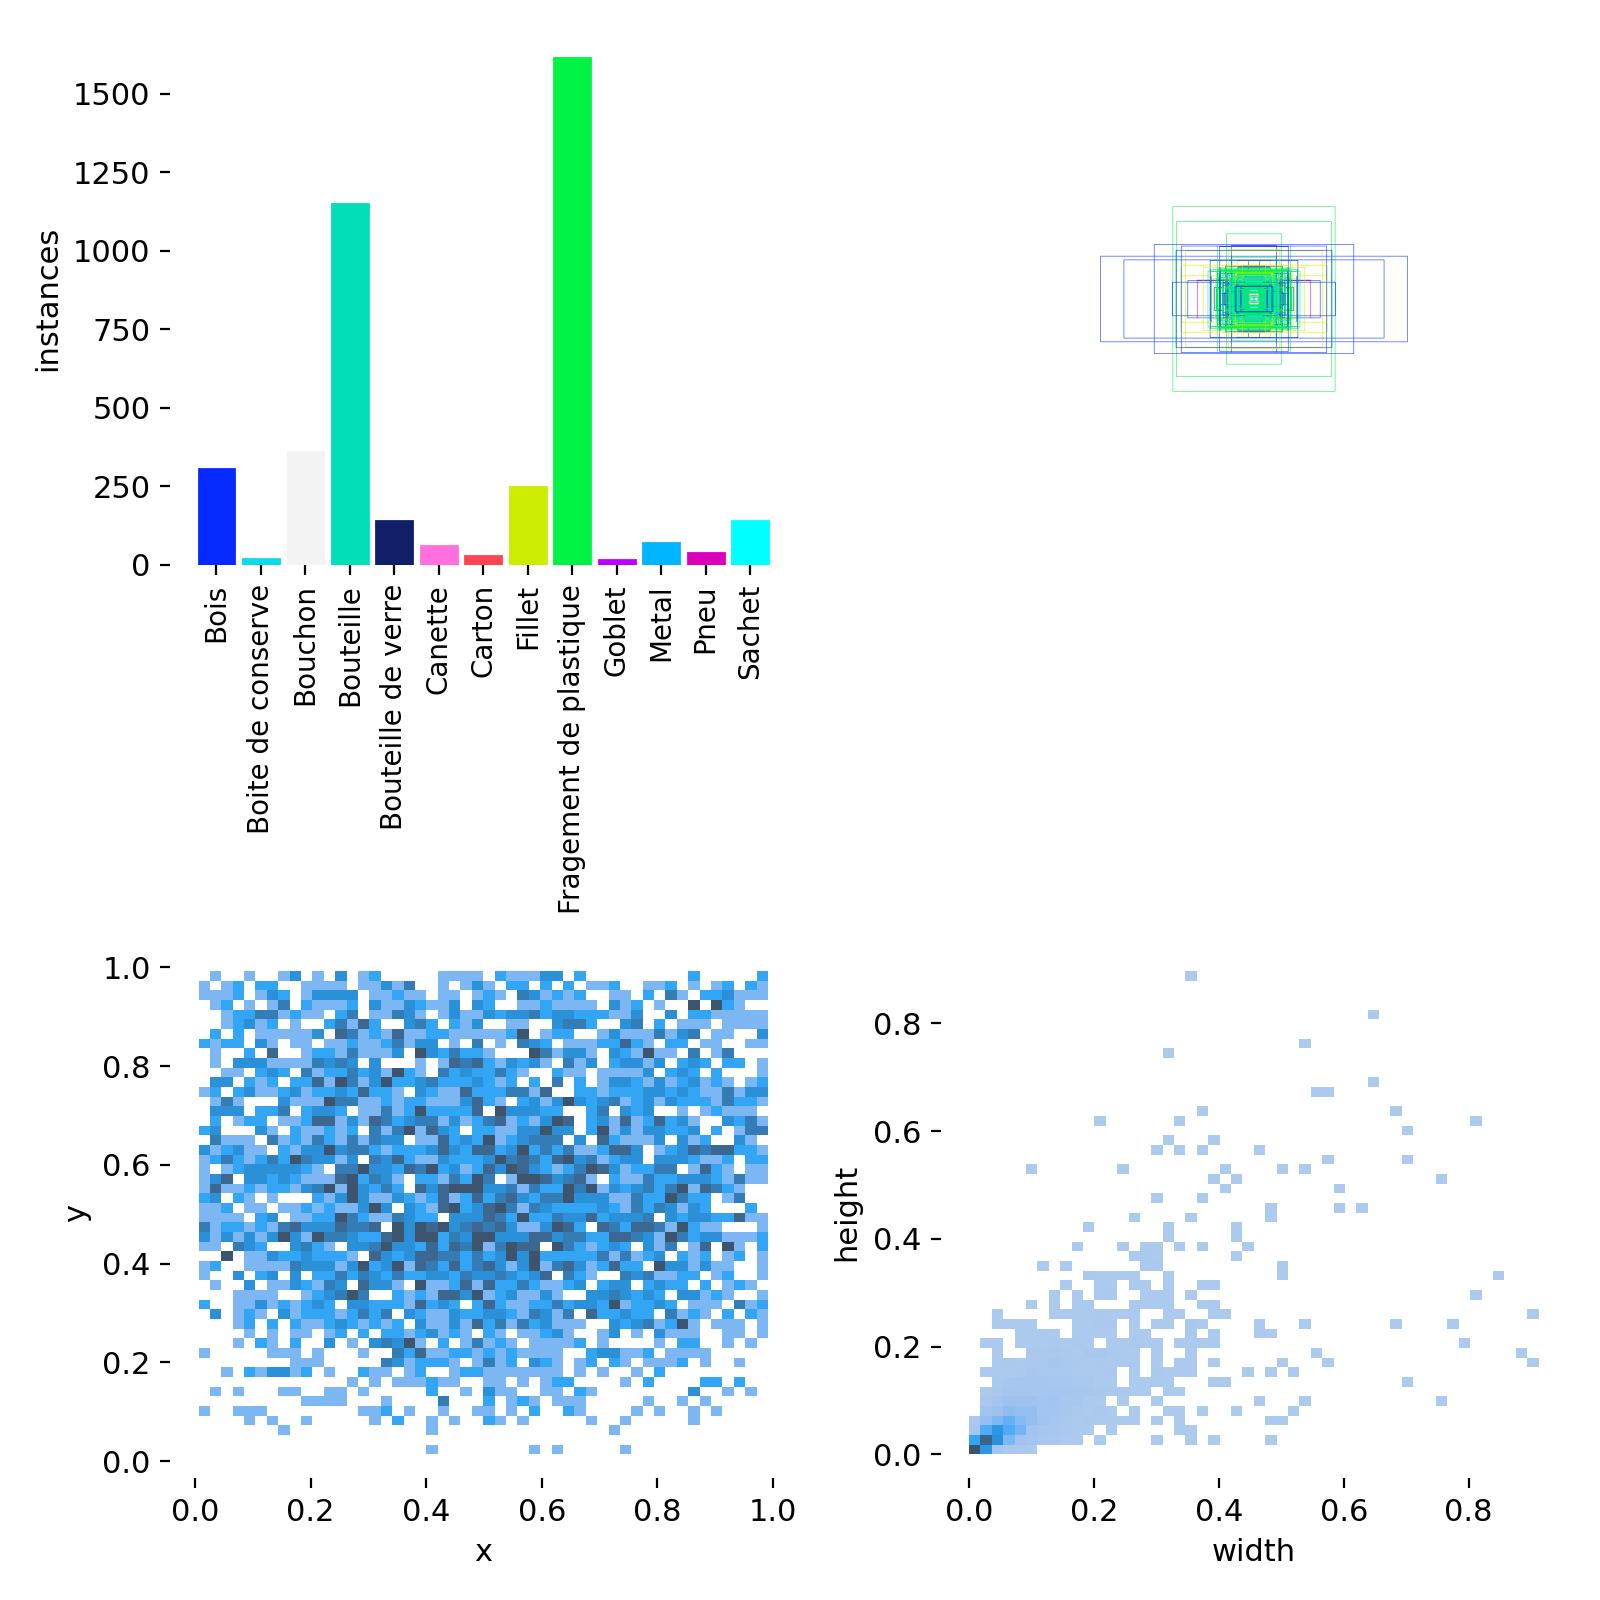 instances
1500
1250
1000
750
500
250
0
Bois
Boite de conserve
Bouchon
Bouteille
Bouteille de verre
Canette
Carton
Fillet
Fragement de plastique
Goblet
Metal
Pneu
Sachet
y
1.0
0.8
0.6
0.4
0.2
0.0
0.0 0.2 0.4 0.6 0.8 1.0
x
height
0.8
0.6
0.4
0.2
0.0
0.0 0.2 0.4 0.6 0.8
width